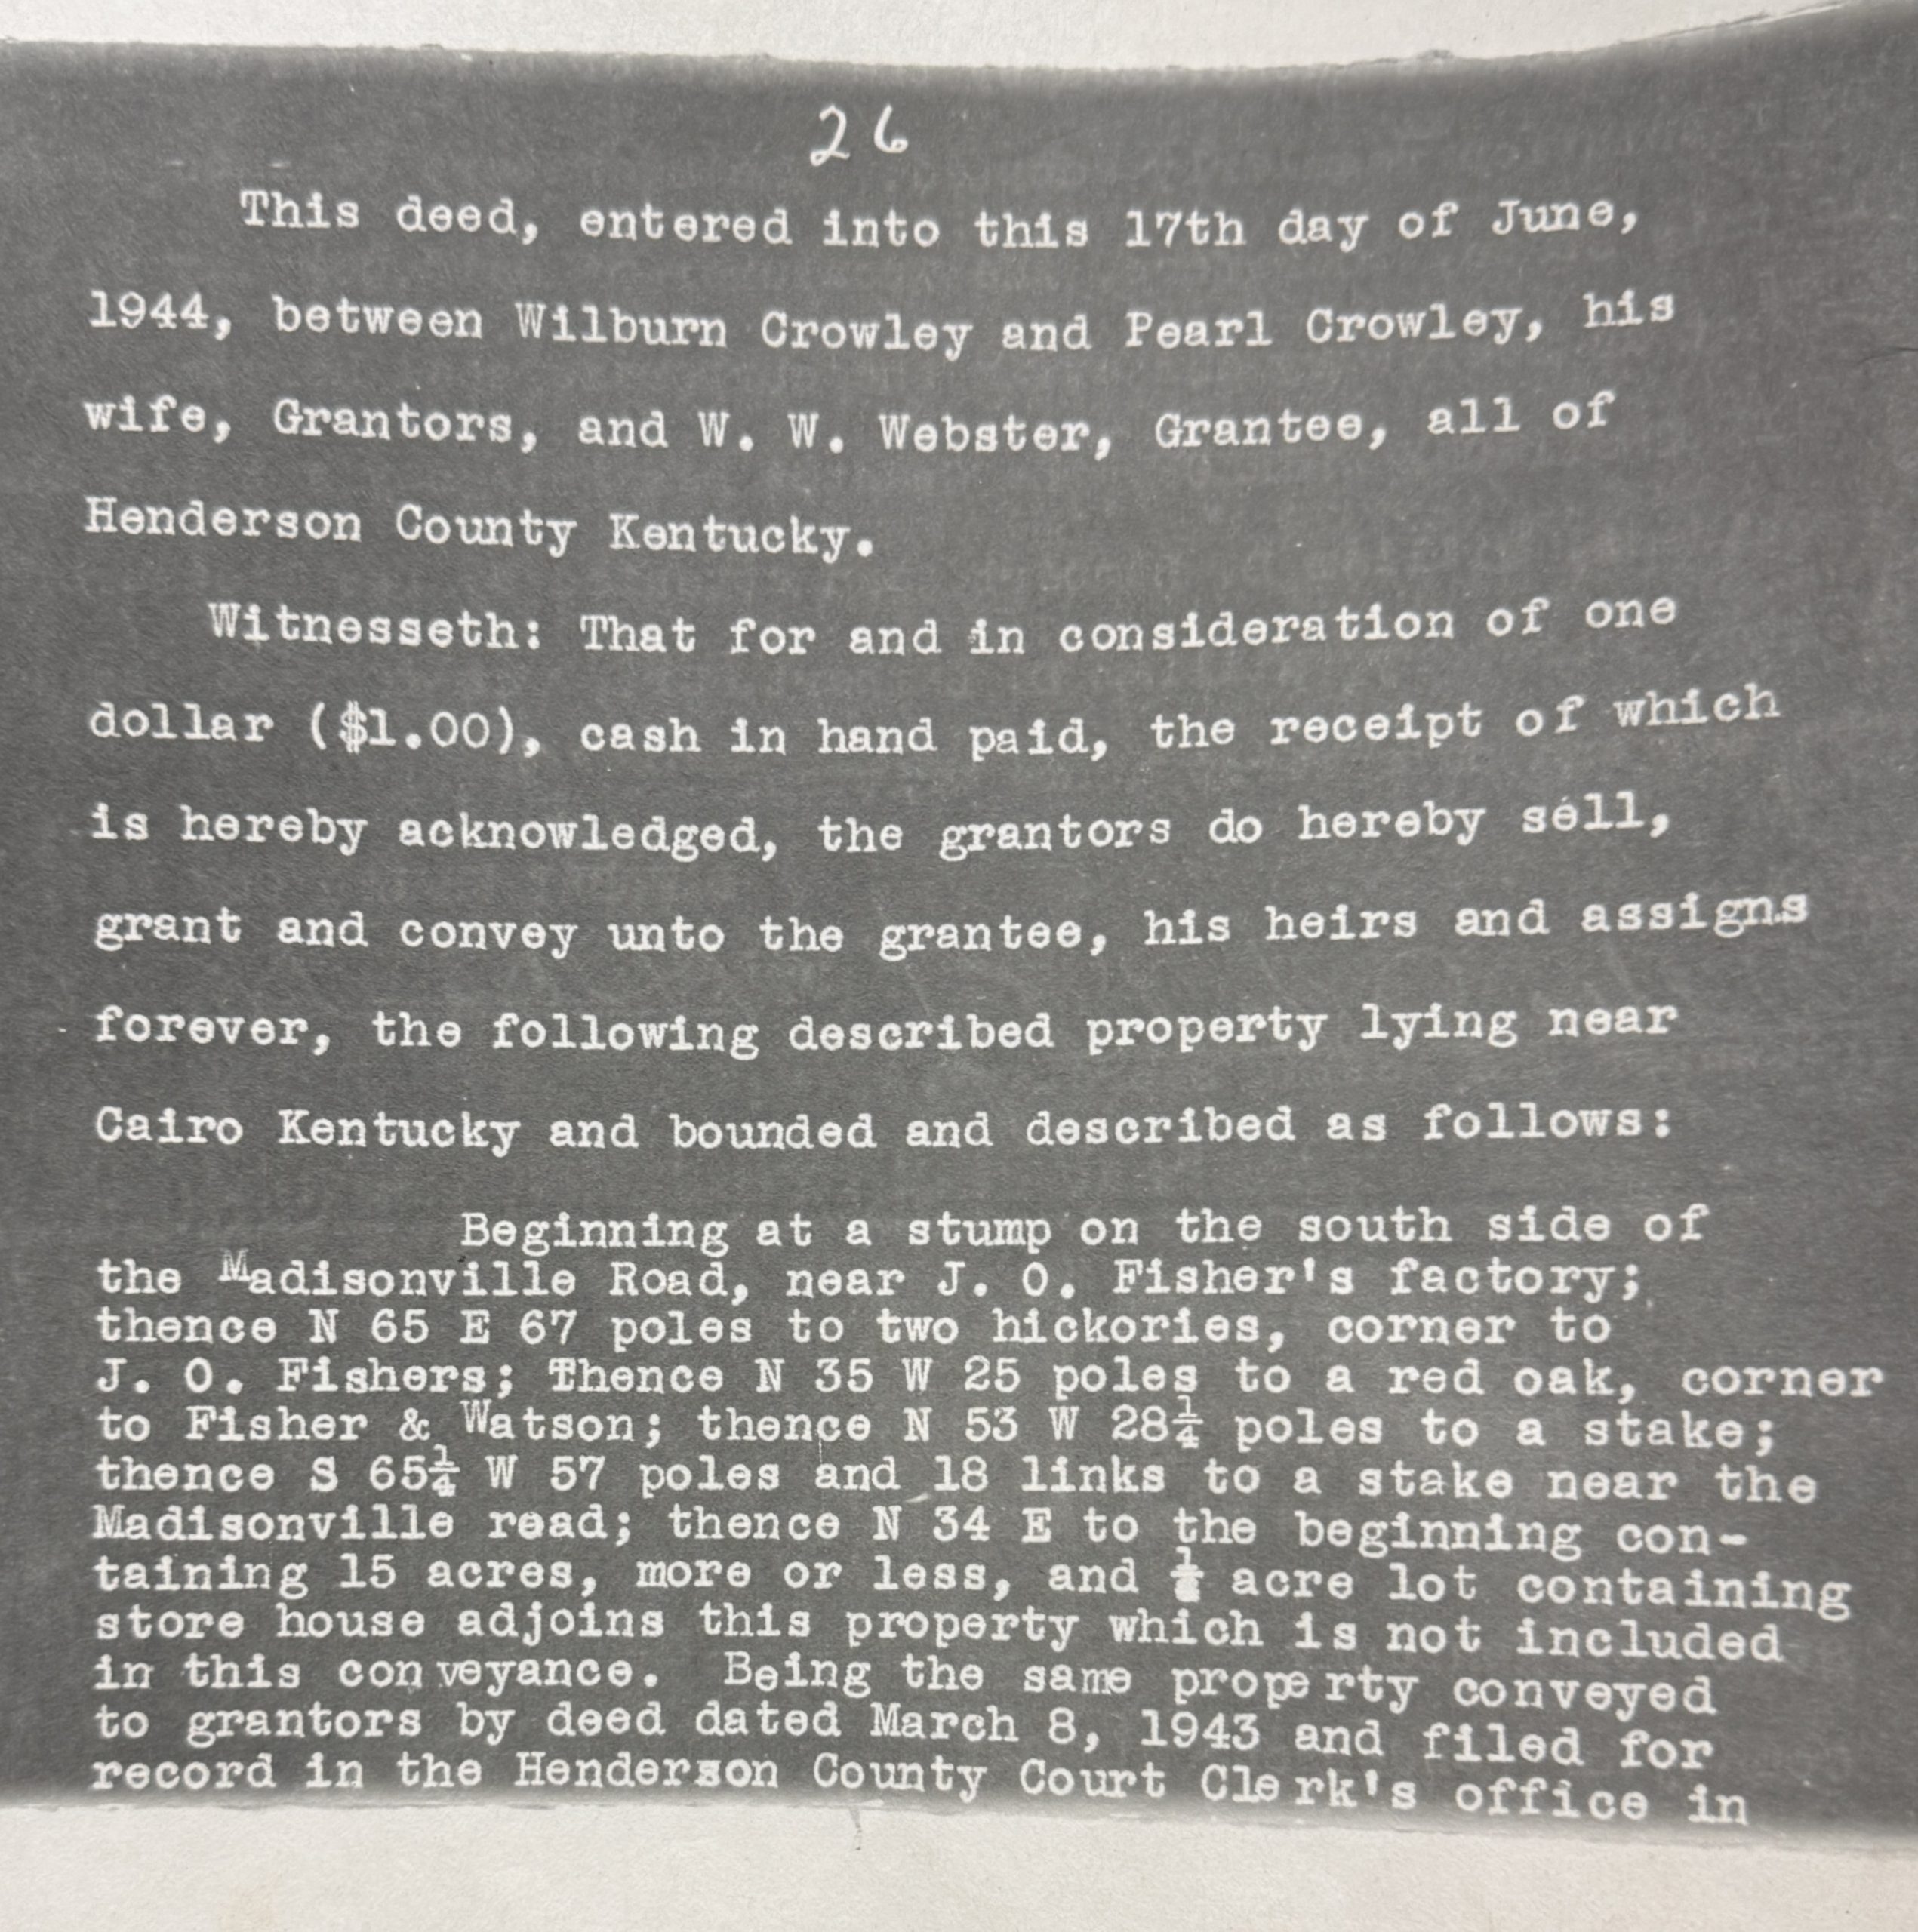 26
This deed, entered into this 17th day of June,
1944, between Wilburn Crowley and Pearl Crowley, his
wife, Grantors, and W. W. Webster, Grantee, all of
Henderson County Kentucky.
Witnesseth: That for and in consideration of one
dollar ($1.00), cash in hand paid, the receipt of which
is hereby acknowledged, the grantors do hereby sell,
grant and convey unto the grantee, his heirs and assigns
forever, the following described property lying near
Cairo Kentucky and bounded and described as follows:
Beginning at a stump on the south side of
the Madisonville Road, near J. O. Fisher's factory;
thence N 65 E 67 poles to two hickories, corner to
J. O. Fishers; Thence N 35 W 25 poles to a red oak, corner
to Fisher & Watson; thence N 53 W 28¼ poles to a stake;
thence S 65¼ W 57 poles and 18 links to a stake near the
Madisonville road; thence N 34 E to the beginning con-
taining 15 acres, more or less, and acre lot containing
store house adjoins this property which is not included
in this con veyance. Being the same property conveyed
to grantors by deed dated March 8, 1943 and filed for
record in the Henderson County Court Clerk's office in